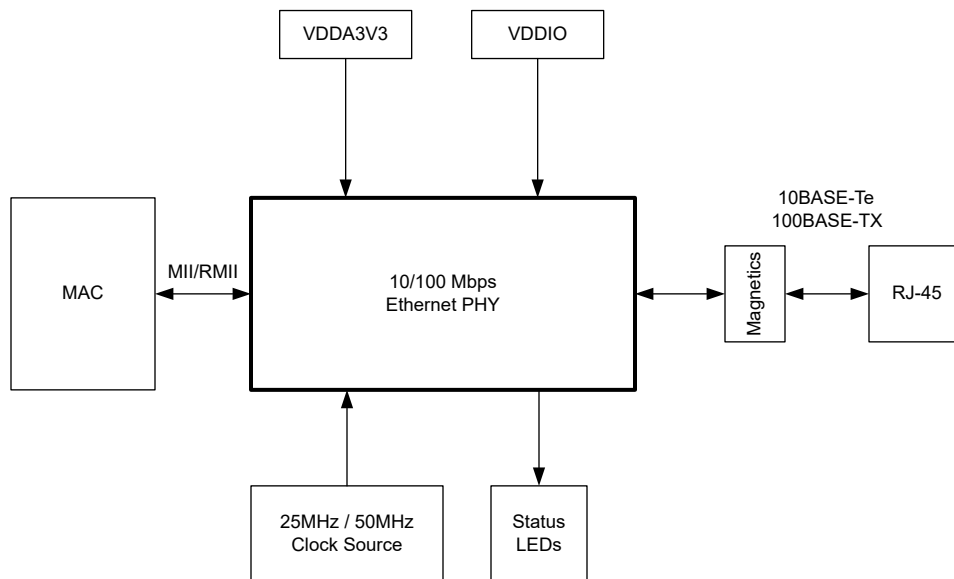 VDDA3V3
VDDIO
10BASE-Te
100BASE-TX
MAC
MII/RMII
10/100 Mbps
Ethernet PHY
Magnetics
RJ-45
25MHz / 50MHz
Clock Source
Status
LEDs